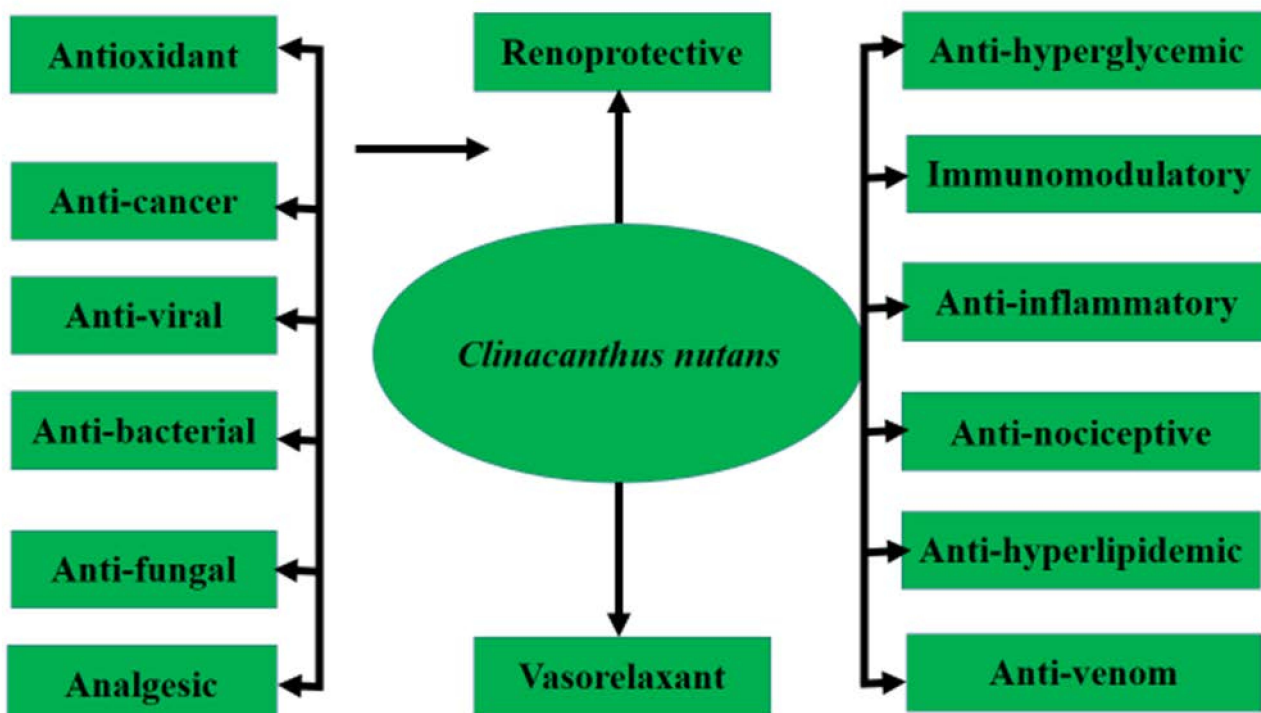 Antioxidant
Anti-cancer
Anti-viral
Anti-bacterial
Anti-fungal
Analgesic
Renoprotective
Clinacanthus nutans
Vasorelaxant
Anti-hyperglycemic
Immunomodulatory
Anti-inflammatory
Anti-nociceptive
Anti-hyperlipidemic
Anti-venom